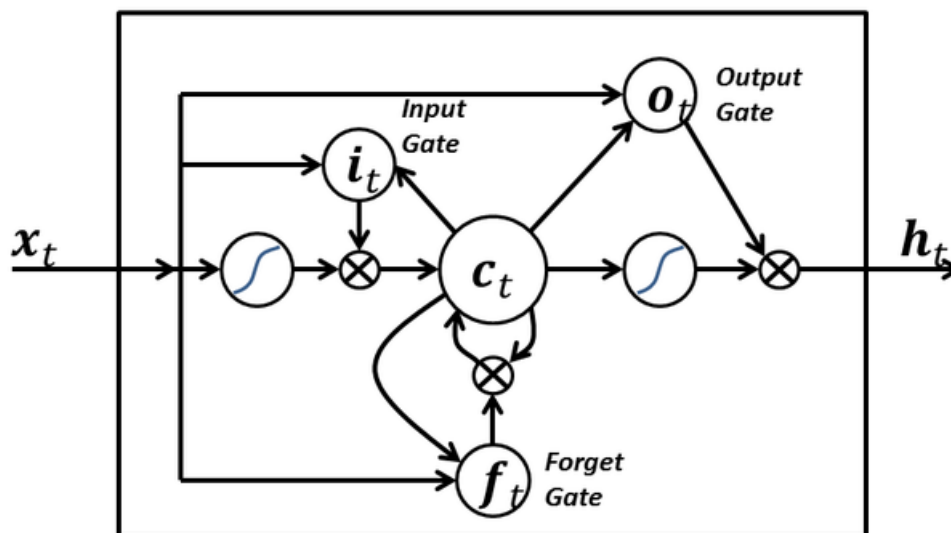 o_t
Output
Gate
Input
Gate
i_t
x_t
c_t
h_t
f_t
Forget
Gate